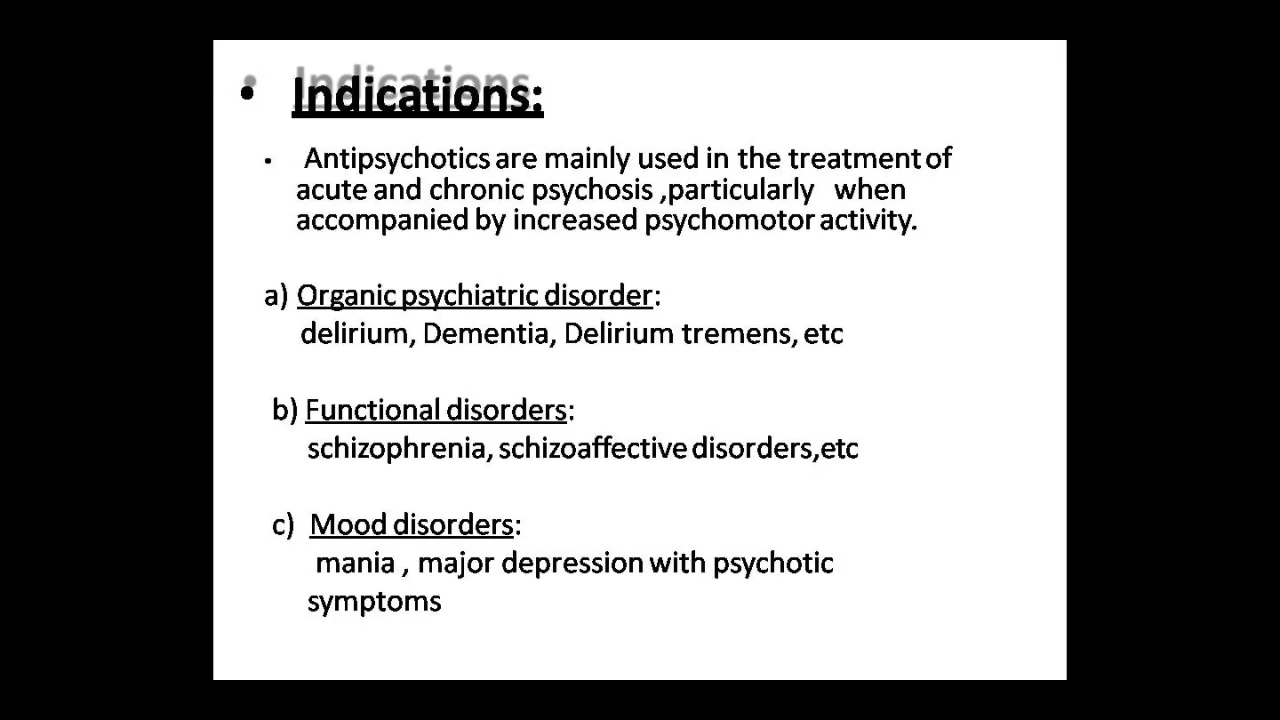 • Indications:
• Antipsychotics are mainly used in the treatment of
acute and chronic psychosis ,particularly when
accompanied by increased psychomotor activity.
a) Organic psychiatric disorder:
delirium, Dementia, Delirium tremens, etc
b) Functional disorders:
schizophrenia, schizoaffective disorders,etc
c) Mood disorders:
mania , major depression with psychotic
symptoms